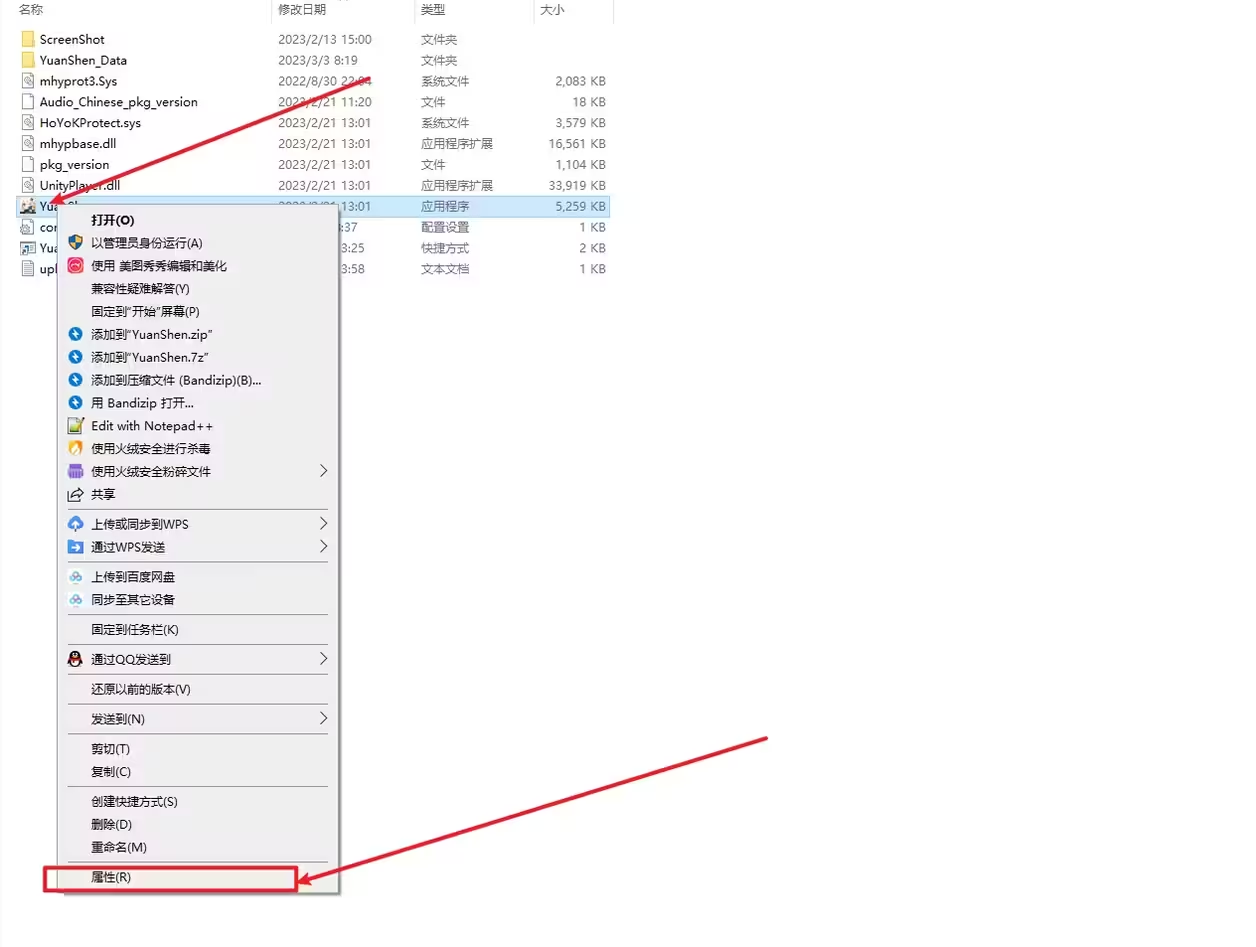 名称 修改日期 类型 大小
ScreenShot 2023/2/13 15:00 文件夹
YuanShen_Data 2023/3/3 8:19 文件夹
mhyprot3.Sys 2022/8/30 22:04 系统文件 2,083 KB
Audio_Chinese_pkg_version 2023/2/21 11:20 文件 18 KB
HoYoKProtect.sys 2023/2/21 13:01 系统文件 3,579 KB
mhypbase.dll 2023/2/21 13:01 应用程序扩展 16,561 KB
pkg_version 2023/2/21 13:01 文件 1,104 KB
UnityPlayer.dll 2023/2/21 13:01 应用程序扩展 33,919 KB
13:01 应用程序 5,259 KB
:37 配置设置 1 KB
3:25 快捷方式 2 KB
3:58 文本文档 1 KB
打开(O)
以管理员身份运行(A)
使用 美图秀秀编辑和美化
兼容性疑难解答(Y)
固定到"开始"屏幕(P)
添加到"YuanShen.zip"
添加到"YuanShen.7z"
添加到压缩文件 (Bandizip)(B)...
用 Bandizip 打开...
Edit with Notepad++
使用火绒安全进行杀毒
使用火绒安全粉碎文件
共享
上传或同步到WPS
通过WPS发送
上传到百度网盘
同步至其它设备
固定到任务栏(K)
通过QQ发送到
还原以前的版本(V)
发送到(N)
剪切(T)
复制(C)
创建快捷方式(S)
删除(D)
重命名(M)
属性(R)